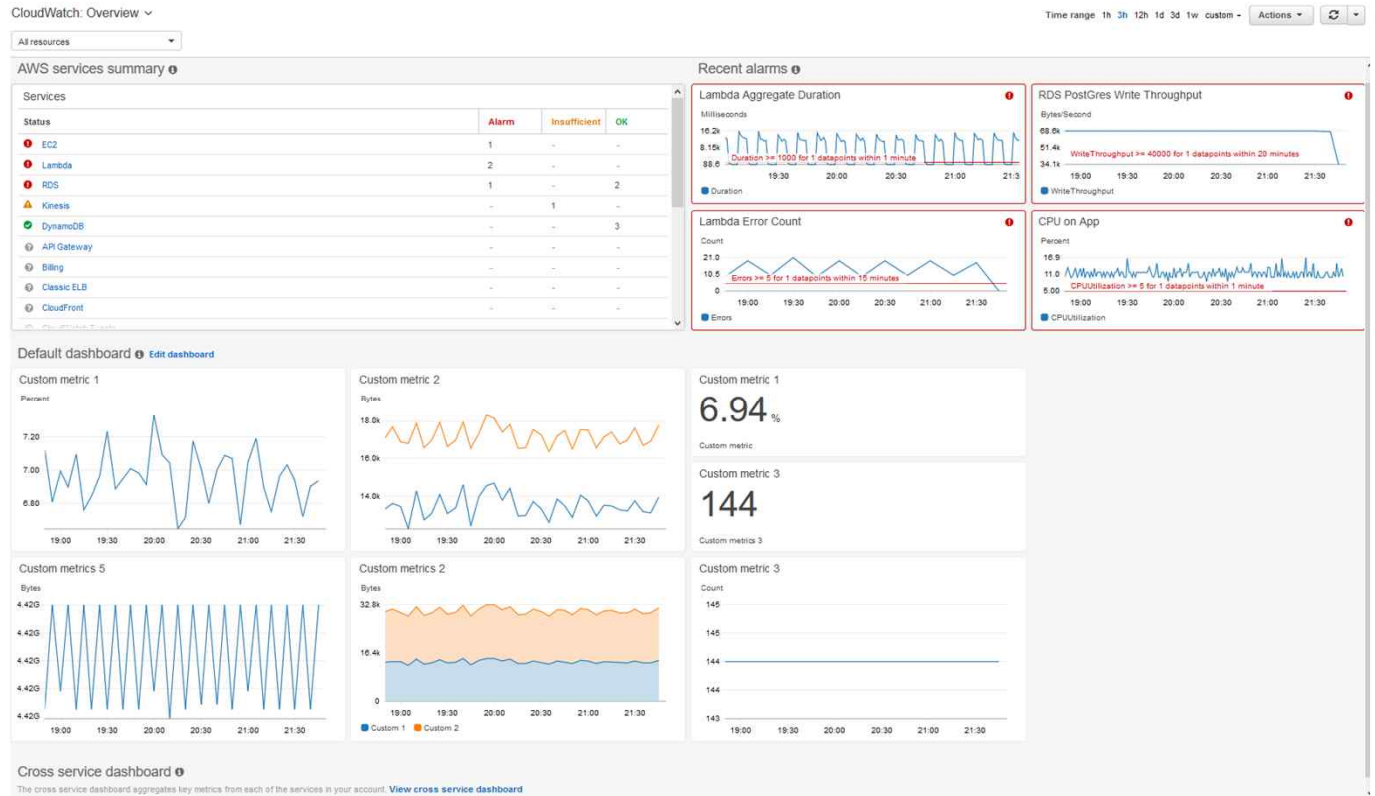 CloudWatch: Overview
Time range 1h 3h 12h 1d 3d 1w custom Actions
All resources
AWS services summary
Services
Status Alarm Insufficient OK
EC2 1 - -
Lambda 2 - -
RDS 1 - 2
Kinesis - 1 -
DynamoDB - - 3
API Gateway - - -
Billing - - -
Classic ELB - - -
CloudFront - - -
Recent alarms
Lambda Aggregate Duration
Milliseconds
16.2k
8.15k
88.6
Duration >= 1000 for 1 datapoints within 1 minute
19:30 20:00 20:30 21:00 21:3
Duration
RDS PostGres Write Throughput
Bytes/Second
68.6k
51.4k
34.1k
WriteThroughput >= 40000 for 1 datapoints within 20 minutes
19:00 19:30 20:00 20:30 21:00 21:30
WriteThroughput
Lambda Error Count
Count
21.0
10.5
0
Errors >= 5 for 1 datapoints within 15 minutes
19:00 19:30 20:00 20:30 21:00 21:30
Errors
CPU on App
Percent
16.9
11.0
5.00
CPUUtilization >= 5 for 1 datapoints within 1 minute
19:00 19:30 20:00 20:30 21:00 21:30
CPUUtilization
Default dashboard Edit dashboard
Custom metric 1
Percent
7.20
7.00
6.80
19:00 19:30 20:00 20:30 21:00 21:30
Custom metric 2
Bytes
18.0k
16.0k
14.0k
19:00 19:30 20:00 20:30 21:00 21:30
Custom metric 1
6.94 %
Custom metric
Custom metric 3
144
Custom metrics 3
Custom metrics 5
Bytes
4.42G
4.42G
4.42G
4.42G
4.42G
19:00 19:30 20:00 20:30 21:00 21:30
Custom metrics 2
Bytes
32.8k
16.4k
0
19:00 19:30 20:00 20:30 21:00 21:30
Custom 1 Custom 2
Custom metric 3
Count
145
145
144
144
143
19:00 19:30 20:00 20:30 21:00 21:30
Cross service dashboard
The cross service dashboard aggregates key metrics from each of the services in your account. View cross service dashboard